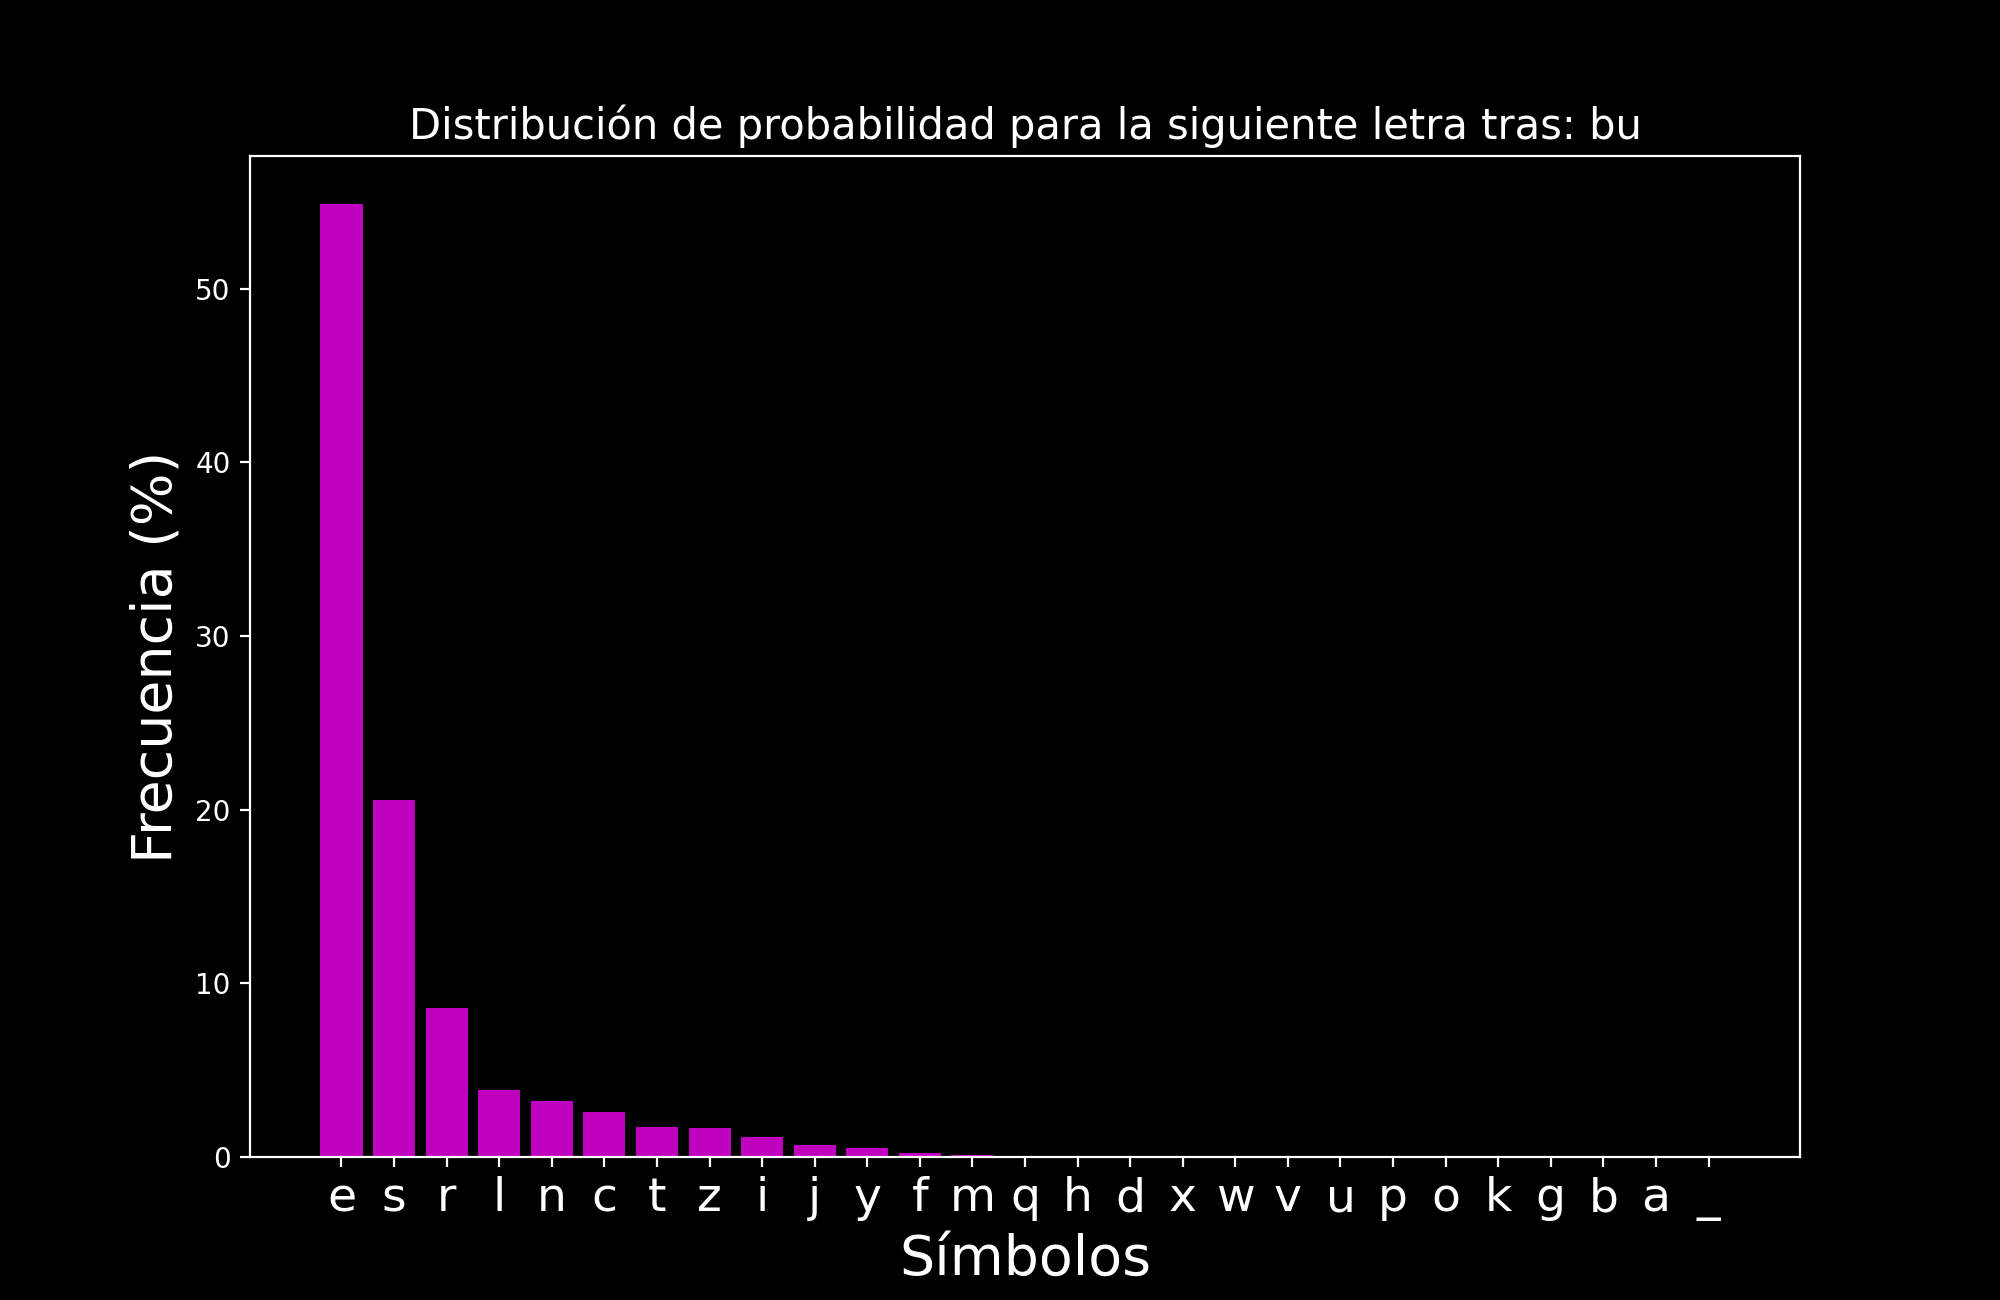 Distribución de probabilidad para la siguiente letra tras: bu
Frecuencia (%)
50
40
30
20
10
0
e s r l n c t z i j y f m q h d x w v u p o k g b a _
Símbolos